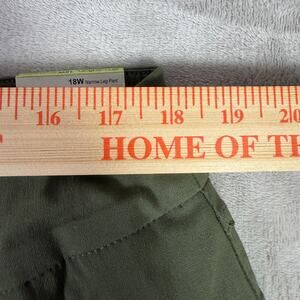 18W Narrow Leg Pant
16 17 18 19 20
HOME OF TH